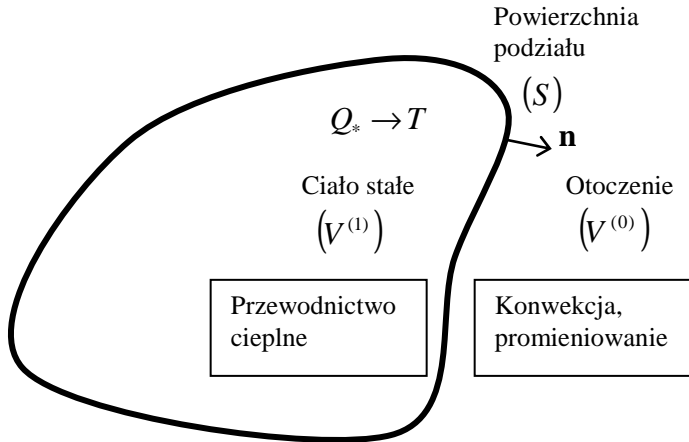 Powierzchnia
podziału
(S)
Q* → T
n
Ciało stałe
(V⁽¹⁾)
Otoczenie
(V⁽⁰⁾)
Przewodnictwo
cieplne
Konwekcja,
promieniowanie